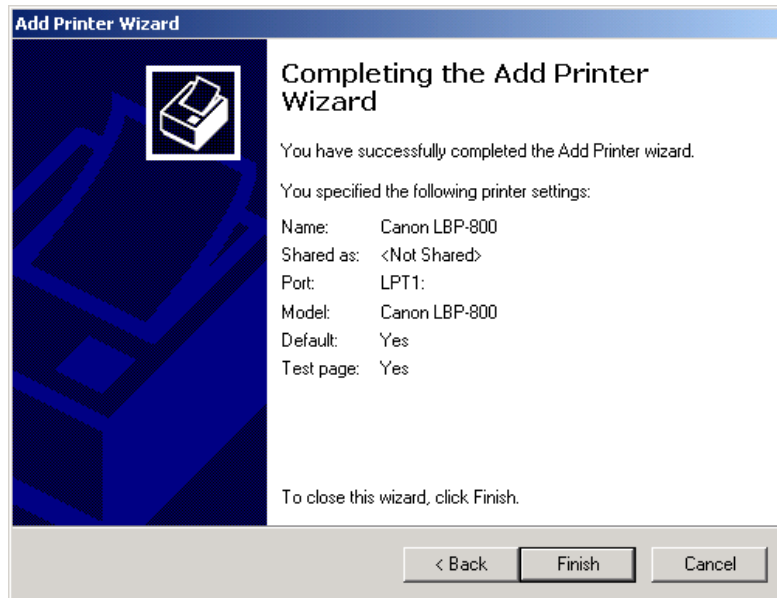 Add Printer Wizard
Completing the Add Printer
Wizard
You have successfully completed the Add Printer wizard.
You specified the following printer settings:
Name: Canon LBP-800
Shared as: <Not Shared>
Port: LPT1:
Model: Canon LBP-800
Default: Yes
Test page: Yes
To close this wizard, click Finish.
< Back Finish Cancel